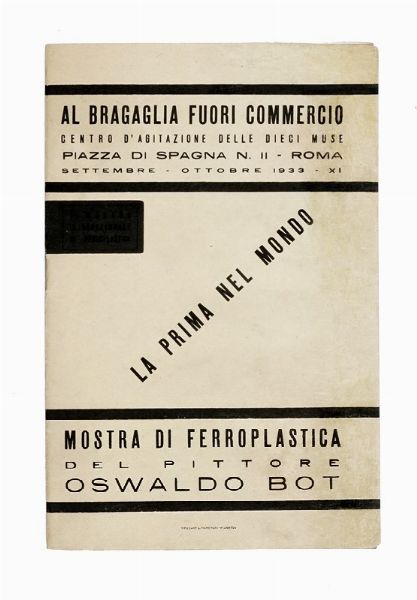 AL BRAGAGLIA FUORI COMMERCIO
CENTRO D'AGITAZIONE DELLE DIECI MUSE
PIAZZA DI SPAGNA N. 11 - ROMA
SETTEMBRE - OTTOBRE 1933 - XI
LA PRIMA NEL MONDO
MOSTRA DI FERROPLASTICA
DEL PITTORE
OSWALDO BOT